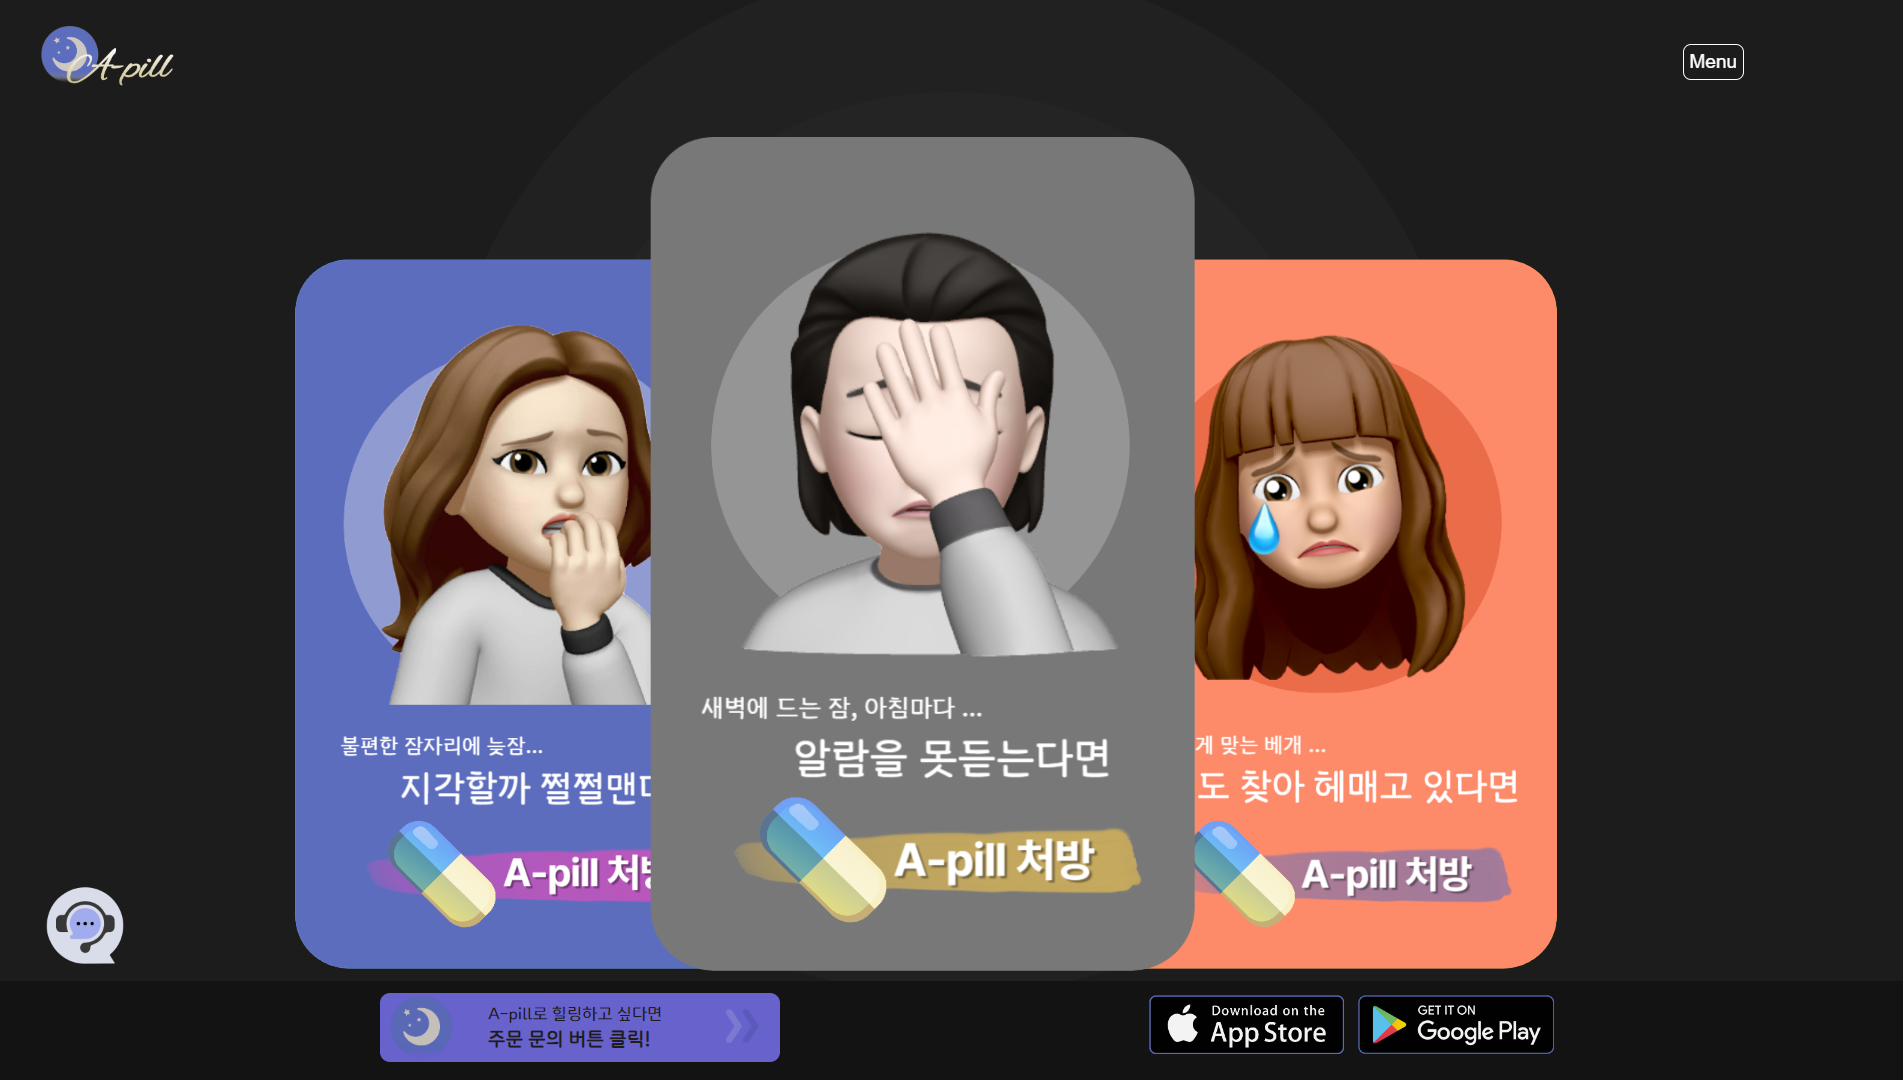 A-pill
Menu
불편한 잠자리에 늦잠...
지각할까 쩔쩔맨
A-pill 처방
새벽에 드는 잠, 아침마다 ...
알람을 못듣는다면
A-pill 처방
게 맞는 베개 ...
도 찾아 헤매고 있다면
A-pill 처방
A-pill로 힐링하고 싶다면
주문 문의 버튼 클릭!
Download on the
App Store
GET IT ON
Google Play